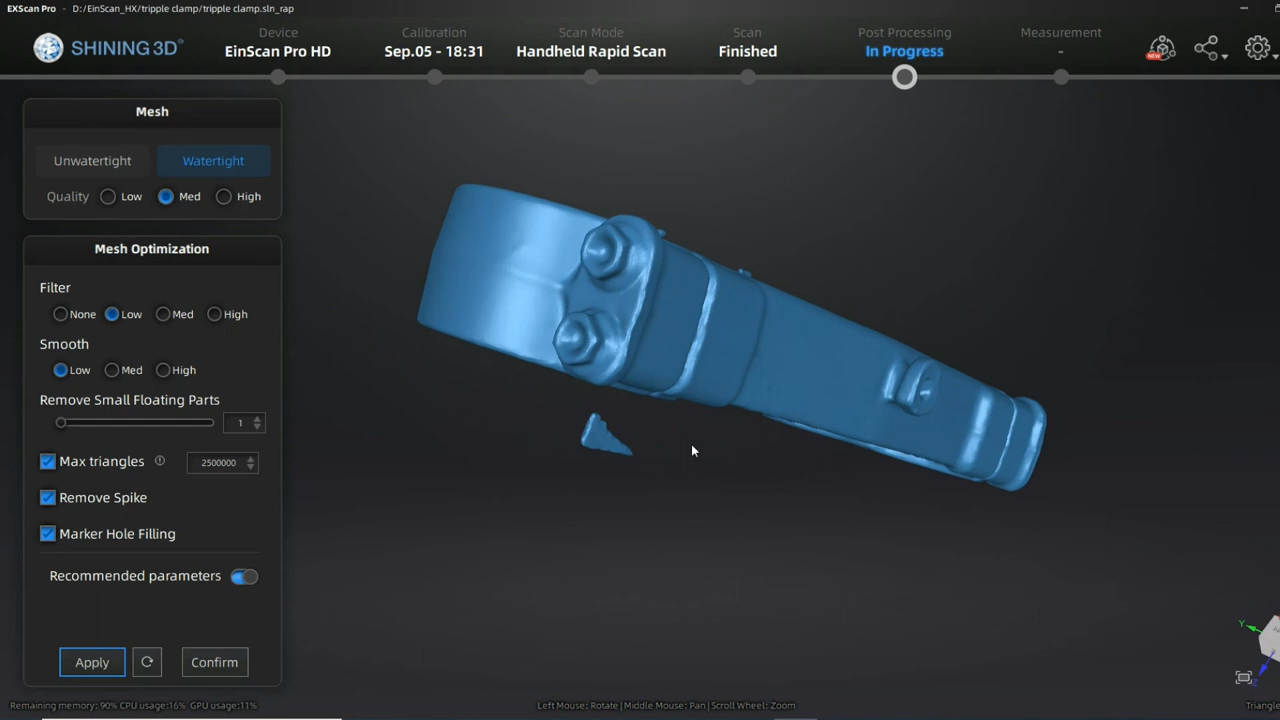 EXScan Pro - D:/EinScan_HX/tripple clamp/tripple clamp.sln_rap
SHINING 3D®
Device
EinScan Pro HD
Calibration
Sep.05 - 18:31
Scan Mode
Handheld Rapid Scan
Scan
Finished
Post Processing
In Progress
Measurement
-
NEW
Mesh
Unwatertight Watertight
Quality Low Med High
Mesh Optimization
Filter
None Low Med High
Smooth
Low Med High
Remove Small Floating Parts
1
Max triangles 2500000
Remove Spike
Marker Hole Filling
Recommended parameters
Apply Confirm
Y
Z
Remaining memory: 90% CPU usage:16% GPU usage:11%
Left Mouse: Rotate|Middle Mouse: Pan|Scroll Wheel: Zoom
Triangle